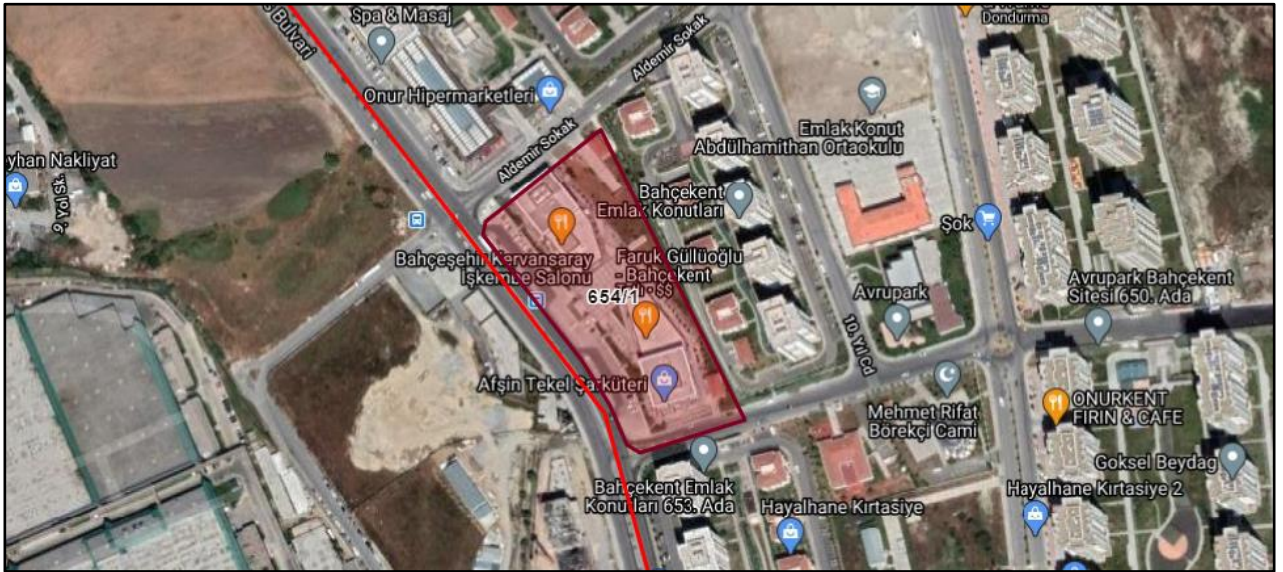 Spa & Masaj
Dondurma
s Bulvarı
Aldemir Sokak
Onur Hipermarketleri
Emlak Konut
Abdülhamithan Ortaokulu
Aldemir Sokak
eyhan Nakliyat
9. Yol Sk.
Bahçekent
Emlak Konutları
Şok
Bahçeşehir Kervansaray
İşkembe Salonu
Faruk Güllüoğlu
- Bahçekent
654/1
Avrupark
Avrupark Bahçekent
Sitesi 650. Ada
10. Yıl Cd
Afşin Tekel Şarküteri
Mehmet Rifat
Börekçi Cami
ONURKENT
FIRIN & CAFE
Goksel Beydag
Bahçekent Emlak
Konutları 653. Ada
Hayalhane Kırtasiye
Hayalhane Kırtasiye 2